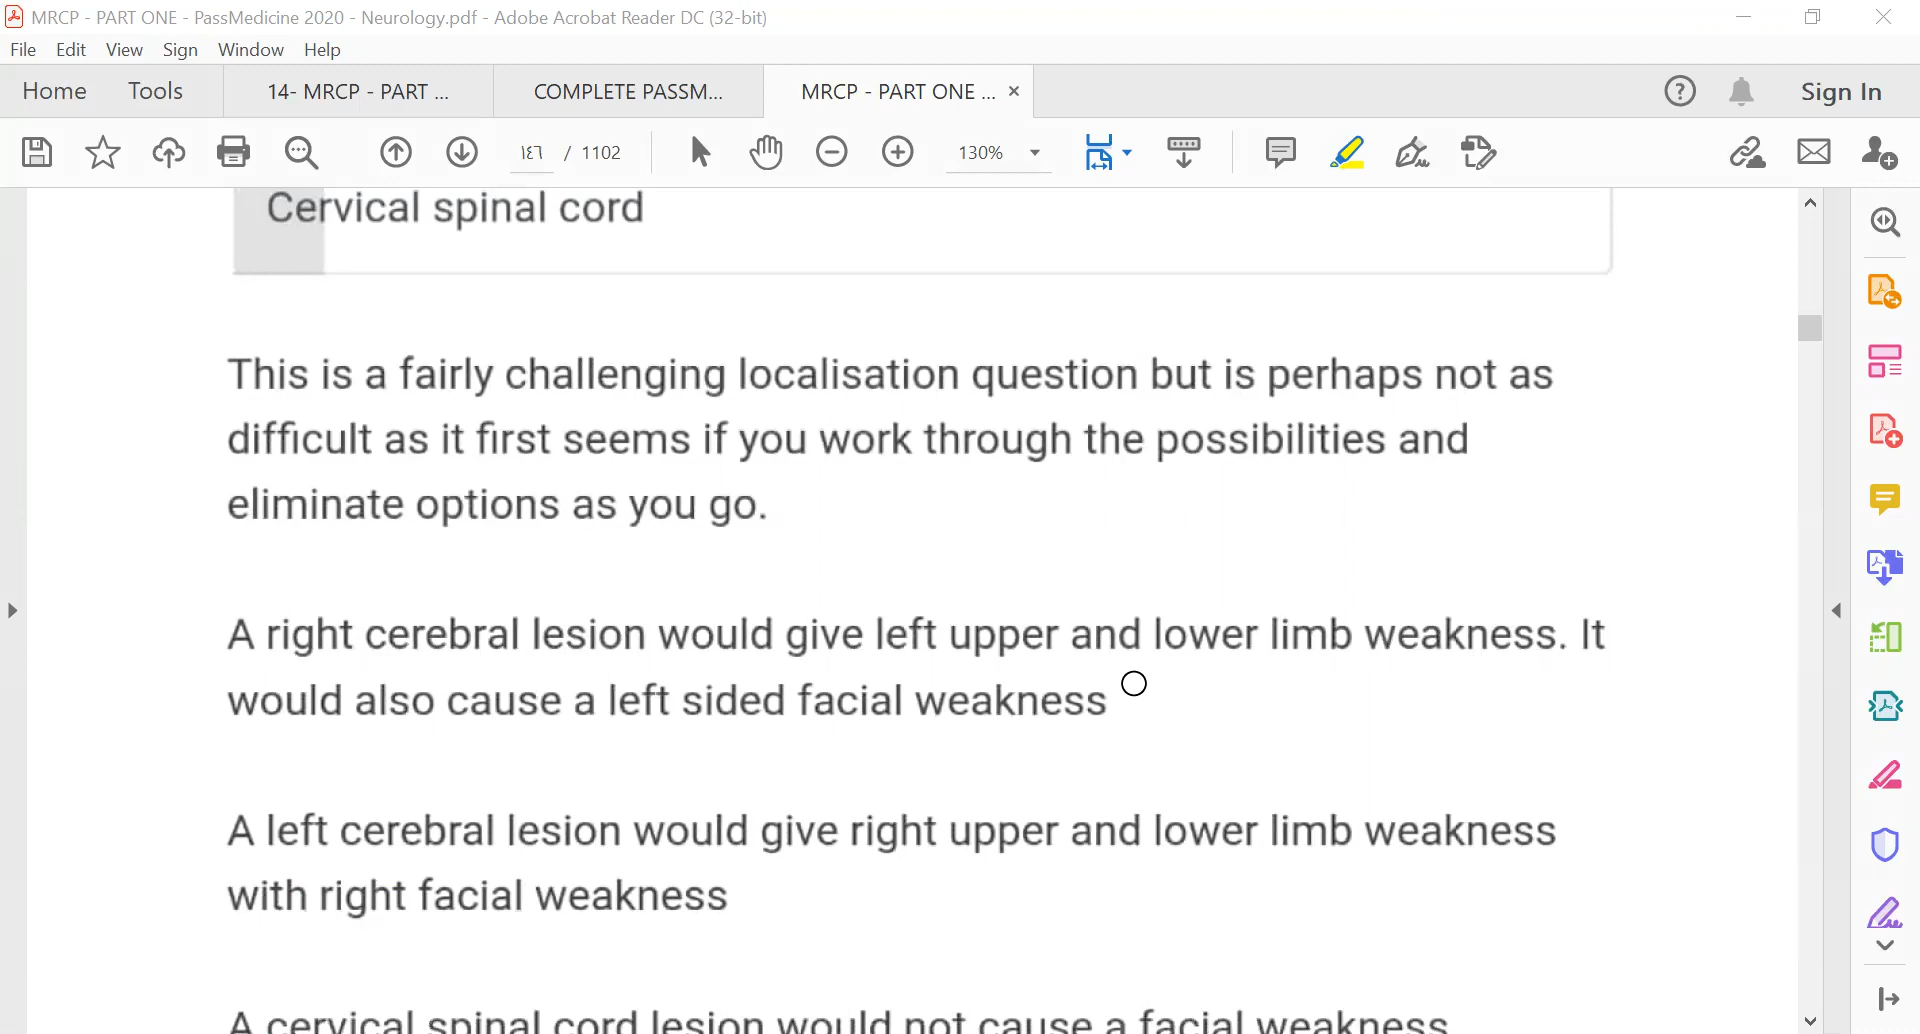 MRCP - PART ONE - PassMedicine 2020 - Neurology.pdf - Adobe Acrobat Reader DC (32-bit)
File Edit View Sign Window Help
Home Tools 14- MRCP - PART ... COMPLETE PASSM... MRCP - PART ONE ... × Sign In
١٤٦ / 1102 130%
Cervical spinal cord
This is a fairly challenging localisation question but is perhaps not as
difficult as it first seems if you work through the possibilities and
eliminate options as you go.
A right cerebral lesion would give left upper and lower limb weakness. It
would also cause a left sided facial weakness
A left cerebral lesion would give right upper and lower limb weakness
with right facial weakness
A cervical spinal cord lesion would not cause a facial weakness